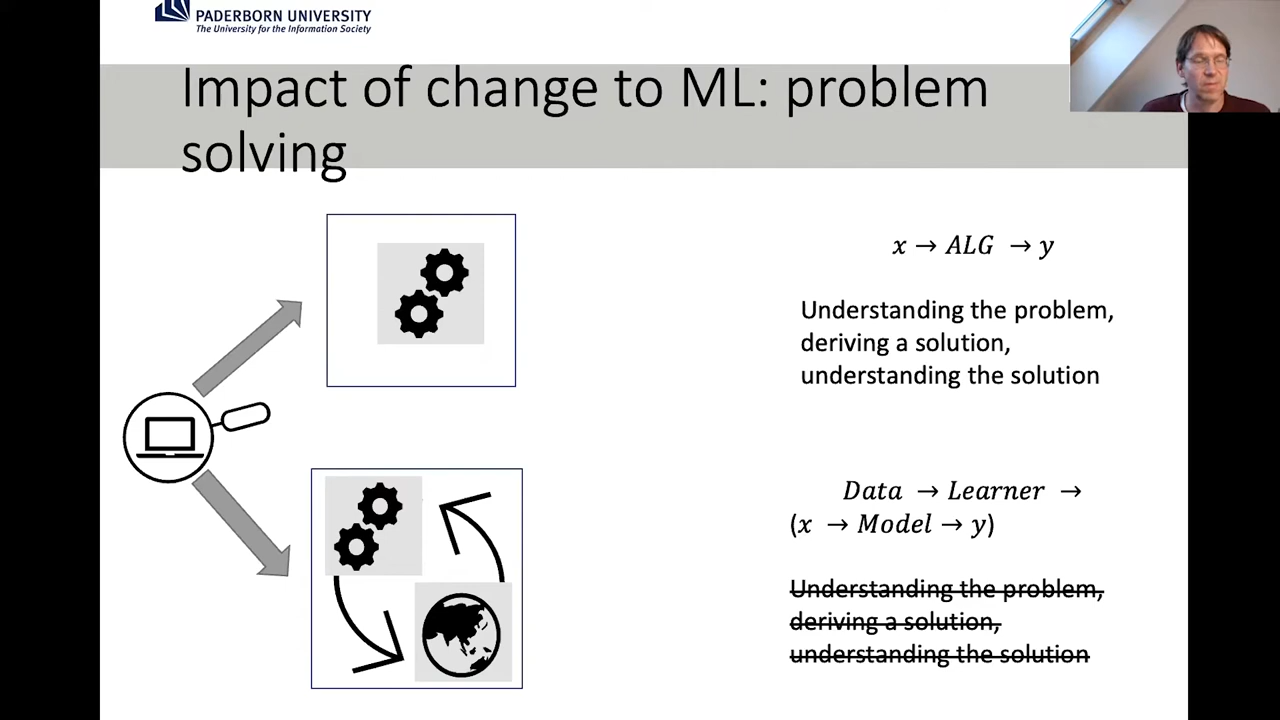 PADERBORN UNIVERSITY
The University for the Information Society
Impact of change to ML: problem
solving
x → ALG → y
Understanding the problem,
deriving a solution,
understanding the solution
Data → Learner →
(x → Model → y)
Understanding the problem,
deriving a solution,
understanding the solution